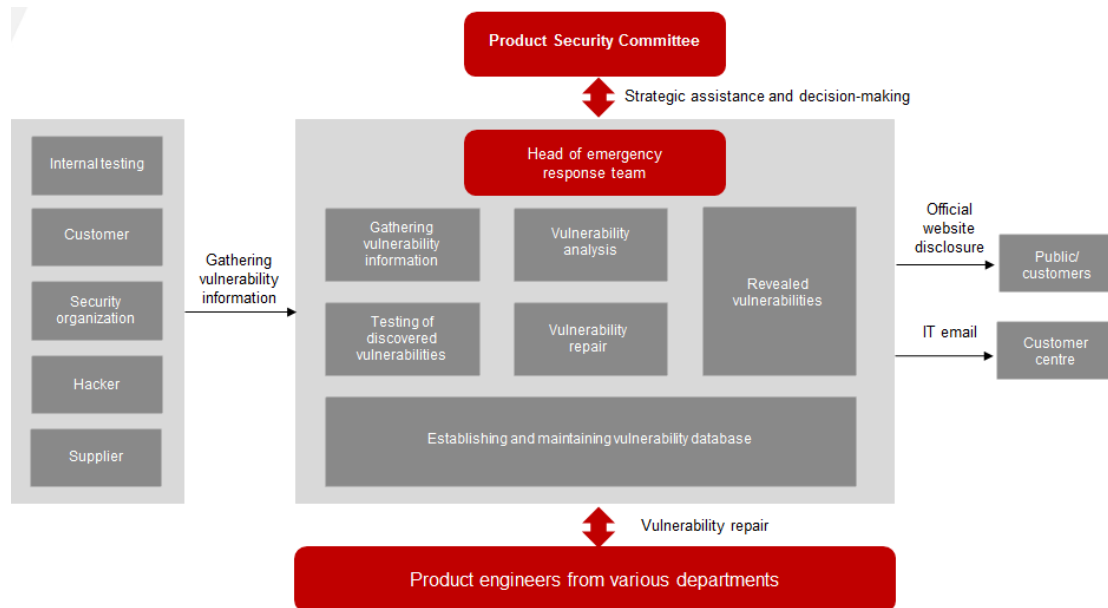 Product Security Committee
Strategic assistance and decision-making
Internal testing
Customer
Security
organization
Hacker
Supplier
Gathering
vulnerability
information
Head of emergency
response team
Gathering
vulnerability
information
Vulnerability
analysis
Testing of
discovered
vulnerabilities
Vulnerability
repair
Revealed
vulnerabilities
Establishing and maintaining vulnerability database
Official
website
disclosure
Public/
customers
IT email
Customer
centre
Vulnerability repair
Product engineers from various departments